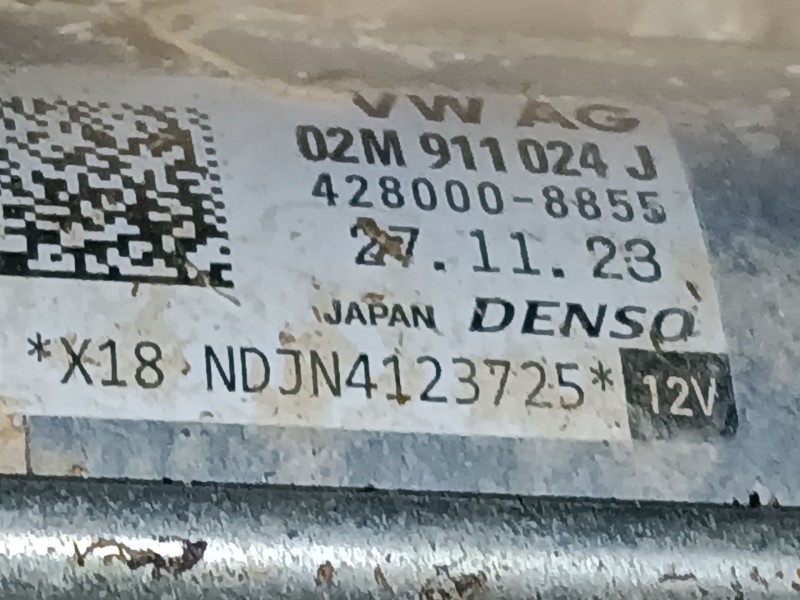 VW AG
02M 911 024 J
428000-8855
27.11.23
JAPAN DENSO
*X18 NDJN4123725* 12V